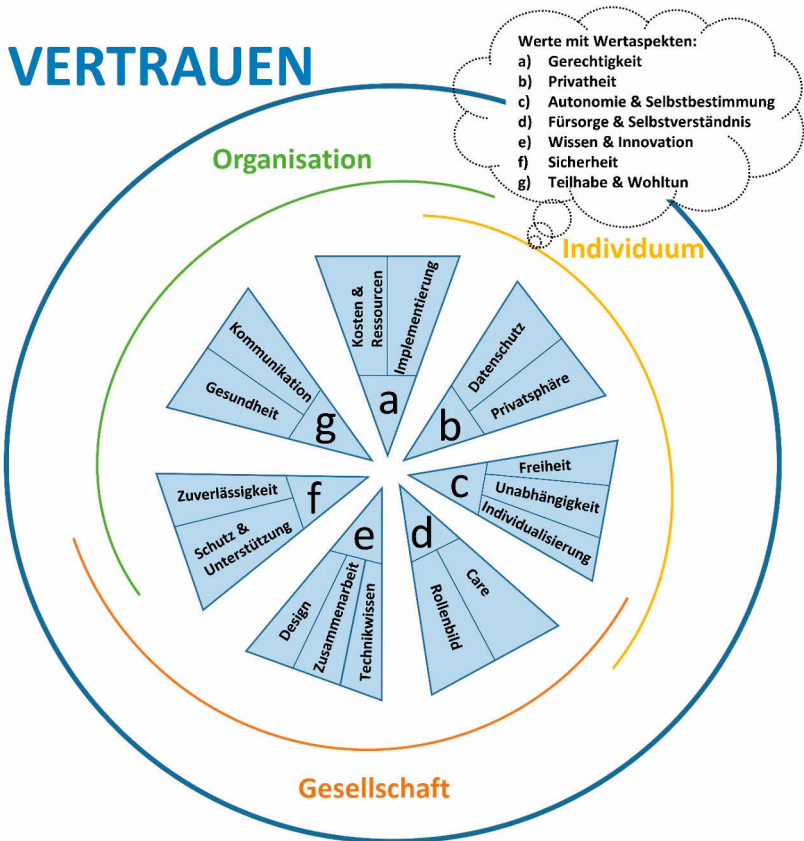 VERTRAUEN
Werte mit Wertaspekten:
a) Gerechtigkeit
b) Privatheit
c) Autonomie & Selbstbestimmung
d) Fürsorge & Selbstverständnis
e) Wissen & Innovation
f) Sicherheit
g) Teilhabe & Wohltun
Organisation
Individuum
Kosten &
Ressourcen
Implementierung
a
Datenschutz
Privatsphäre
b
Freiheit
Unabhängigkeit
Individualisierung
c
Care
Rollenbild
d
Technikwissen
Zusammenarbeit
Design
e
Schutz &
Unterstützung
Zuverlässigkeit
f
Gesundheit
Kommunikation
g
Gesellschaft